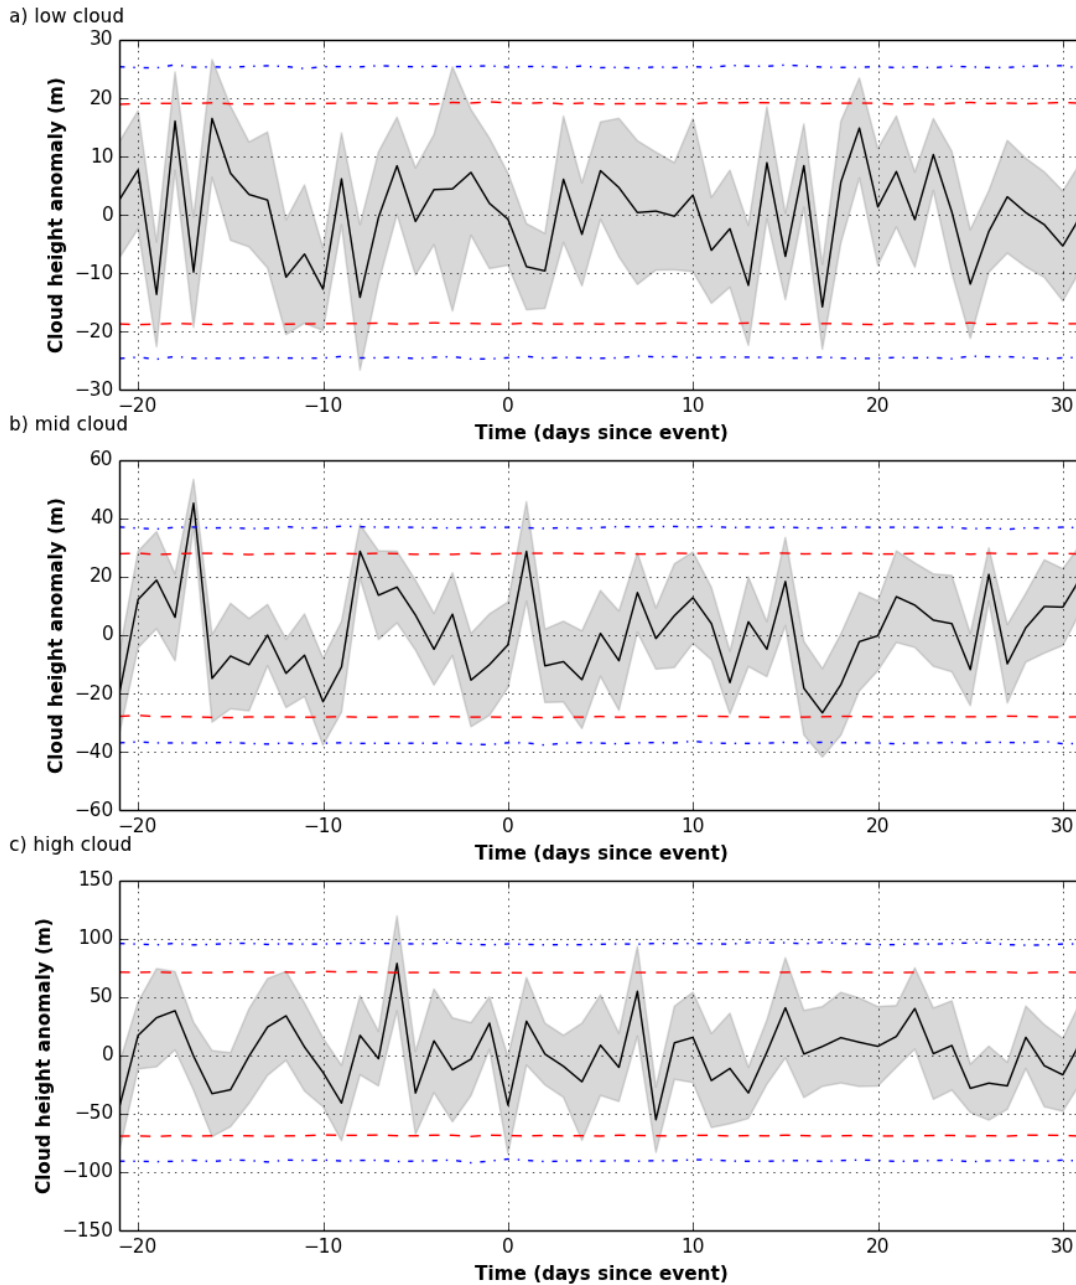 a) low cloud
30
20
10
0
−10
−20
−30
Cloud height anomaly (m)
−20 −10 0 10 20 30
Time (days since event)
b) mid cloud
60
40
20
0
−20
−40
−60
Cloud height anomaly (m)
−20 −10 0 10 20 30
Time (days since event)
c) high cloud
150
100
50
0
−50
−100
−150
Cloud height anomaly (m)
−20 −10 0 10 20 30
Time (days since event)